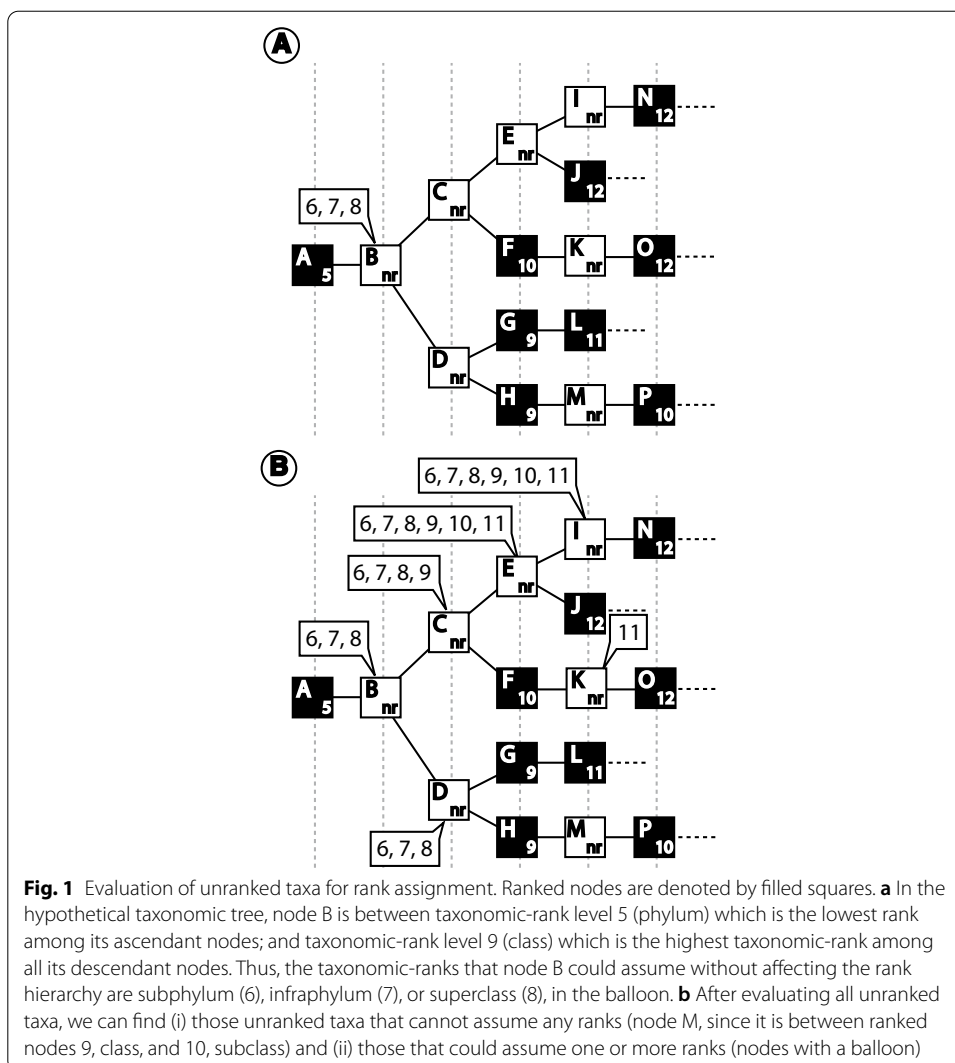 A
I
nr
N
12
E
nr
J
12
C
nr
6, 7, 8
A
5
B
nr
F
10
K
nr
O
12
G
9
L
11
D
nr
H
9
M
nr
P
10
B
6, 7, 8, 9, 10, 11
6, 7, 8, 9, 10, 11
I
nr
N
12
E
nr
6, 7, 8, 9
J
12
C
nr
11
6, 7, 8
A
5
B
nr
F
10
K
nr
O
12
G
9
L
11
D
nr
6, 7, 8
H
9
M
nr
P
10
Fig. 1 Evaluation of unranked taxa for rank assignment. Ranked nodes are denoted by filled squares. a In the
hypothetical taxonomic tree, node B is between taxonomic-rank level 5 (phylum) which is the lowest rank
among its ascendant nodes; and taxonomic-rank level 9 (class) which is the highest taxonomic-rank among
all its descendant nodes. Thus, the taxonomic-ranks that node B could assume without affecting the rank
hierarchy are subphylum (6), infraphylum (7), or superclass (8), in the balloon. b After evaluating all unranked
taxa, we can find (i) those unranked taxa that cannot assume any ranks (node M, since it is between ranked
nodes 9, class, and 10, subclass) and (ii) those that could assume one or more ranks (nodes with a balloon)